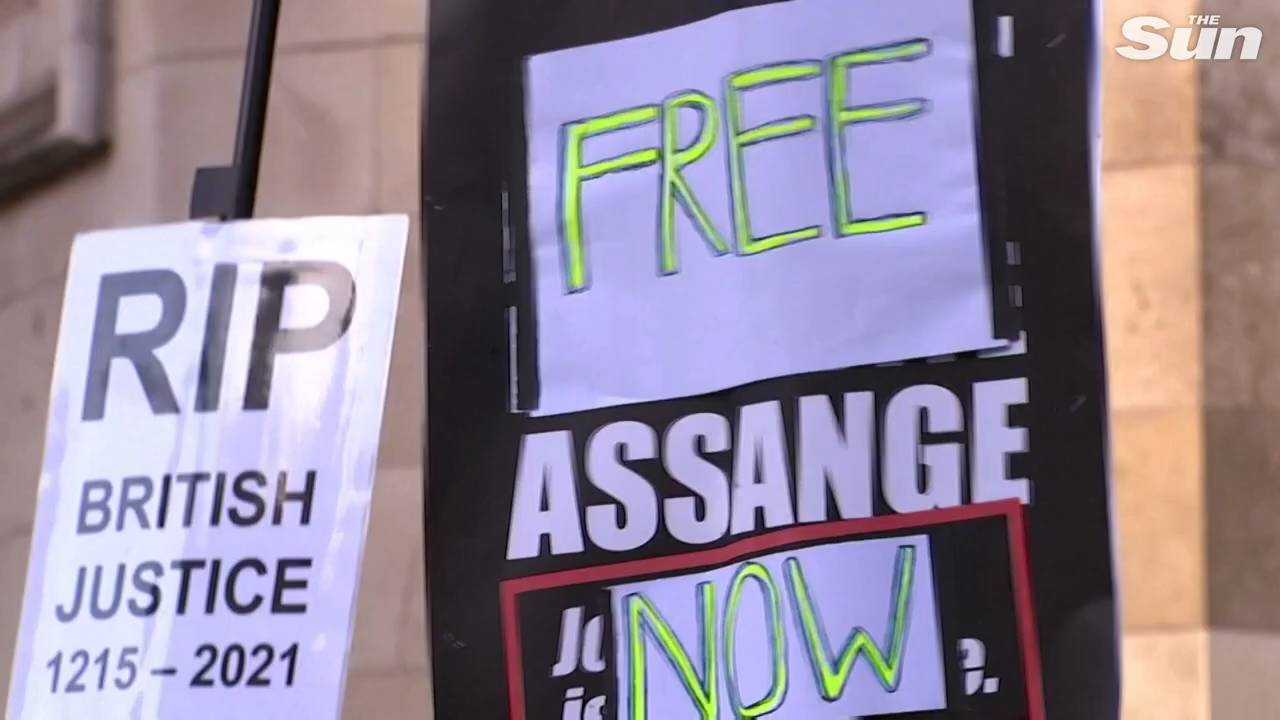 THE
Sun
RIP
BRITISH
JUSTICE
1215 – 2021
FREE
ASSANGE
NOW